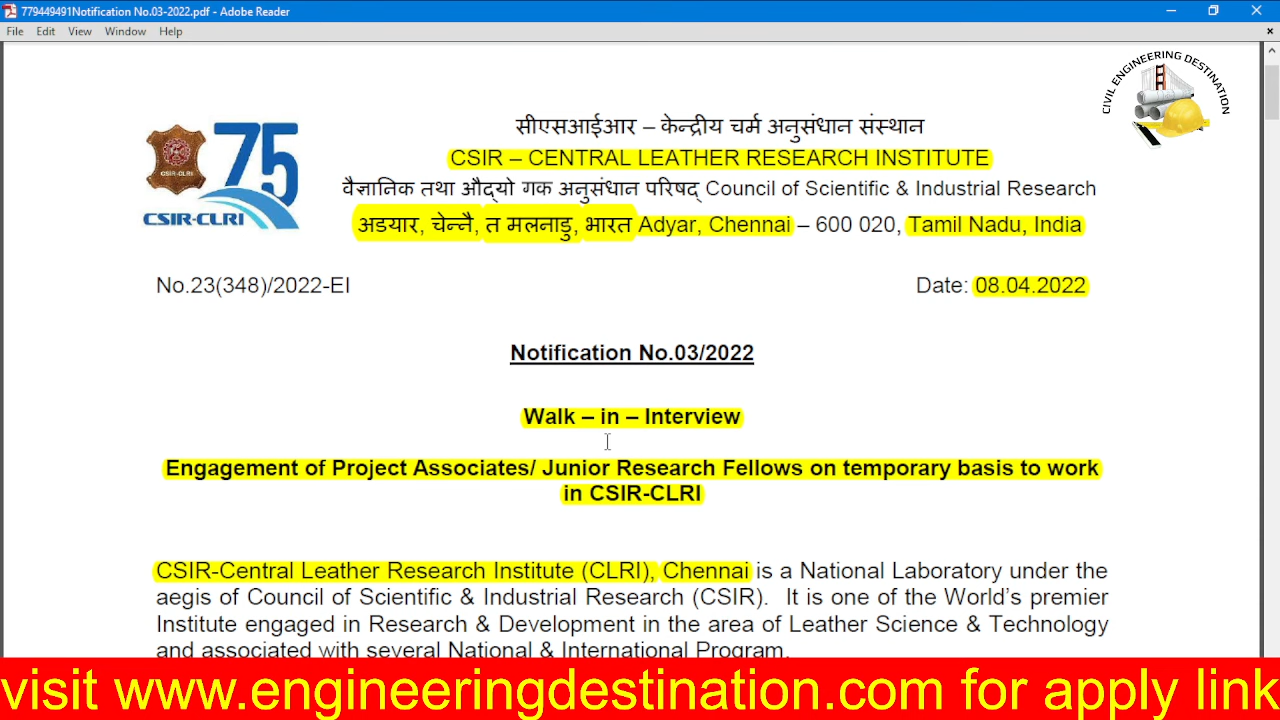 779449491Notification No.03-2022.pdf - Adobe Reader
File Edit View Window Help
CIVIL ENGINEERING DESTINATION
CSIR-CLRI
75
CSIR-CLRI
सीएसआईआर – केन्द्रीय चर्म अनुसंधान संस्थान
CSIR – CENTRAL LEATHER RESEARCH INSTITUTE
वैज्ञानिक तथा औद्यो गक अनुसंधान परिषद् Council of Scientific & Industrial Research
अडयार, चेन्नै, त मलनाडु, भारत Adyar, Chennai – 600 020, Tamil Nadu, India
No.23(348)/2022-EI Date: 08.04.2022
Notification No.03/2022
Walk – in – Interview
Engagement of Project Associates/ Junior Research Fellows on temporary basis to work
in CSIR-CLRI
CSIR-Central Leather Research Institute (CLRI), Chennai is a National Laboratory under the
aegis of Council of Scientific & Industrial Research (CSIR). It is one of the World's premier
Institute engaged in Research & Development in the area of Leather Science & Technology
and associated with several National & International Program.
visit www.engineeringdestination.com for apply link